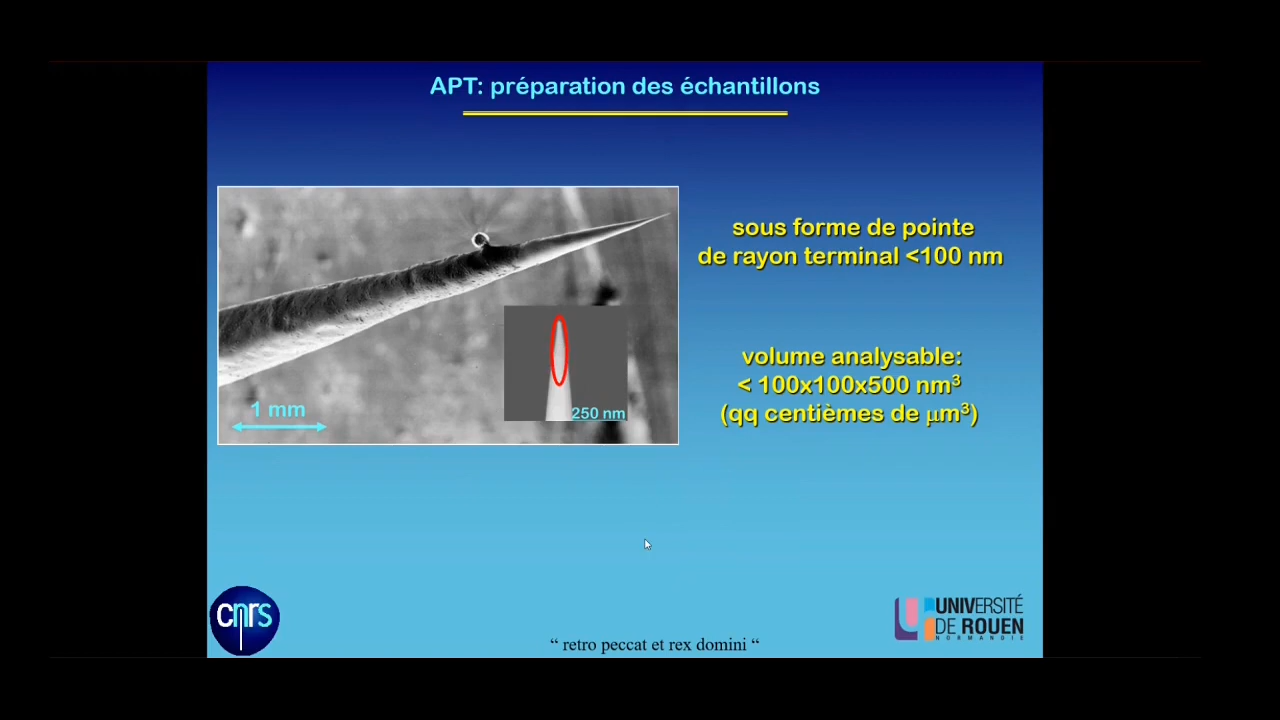 APT: préparation des échantillons
sous forme de pointe
de rayon terminal <100 nm
volume analysable:
< 100x100x500 nm³
(qq centièmes de μm³)
1 mm
250 nm
cnrs
UNIVERSITÉ
DE ROUEN
NORMANDIE
“ retro peccat et rex domini “